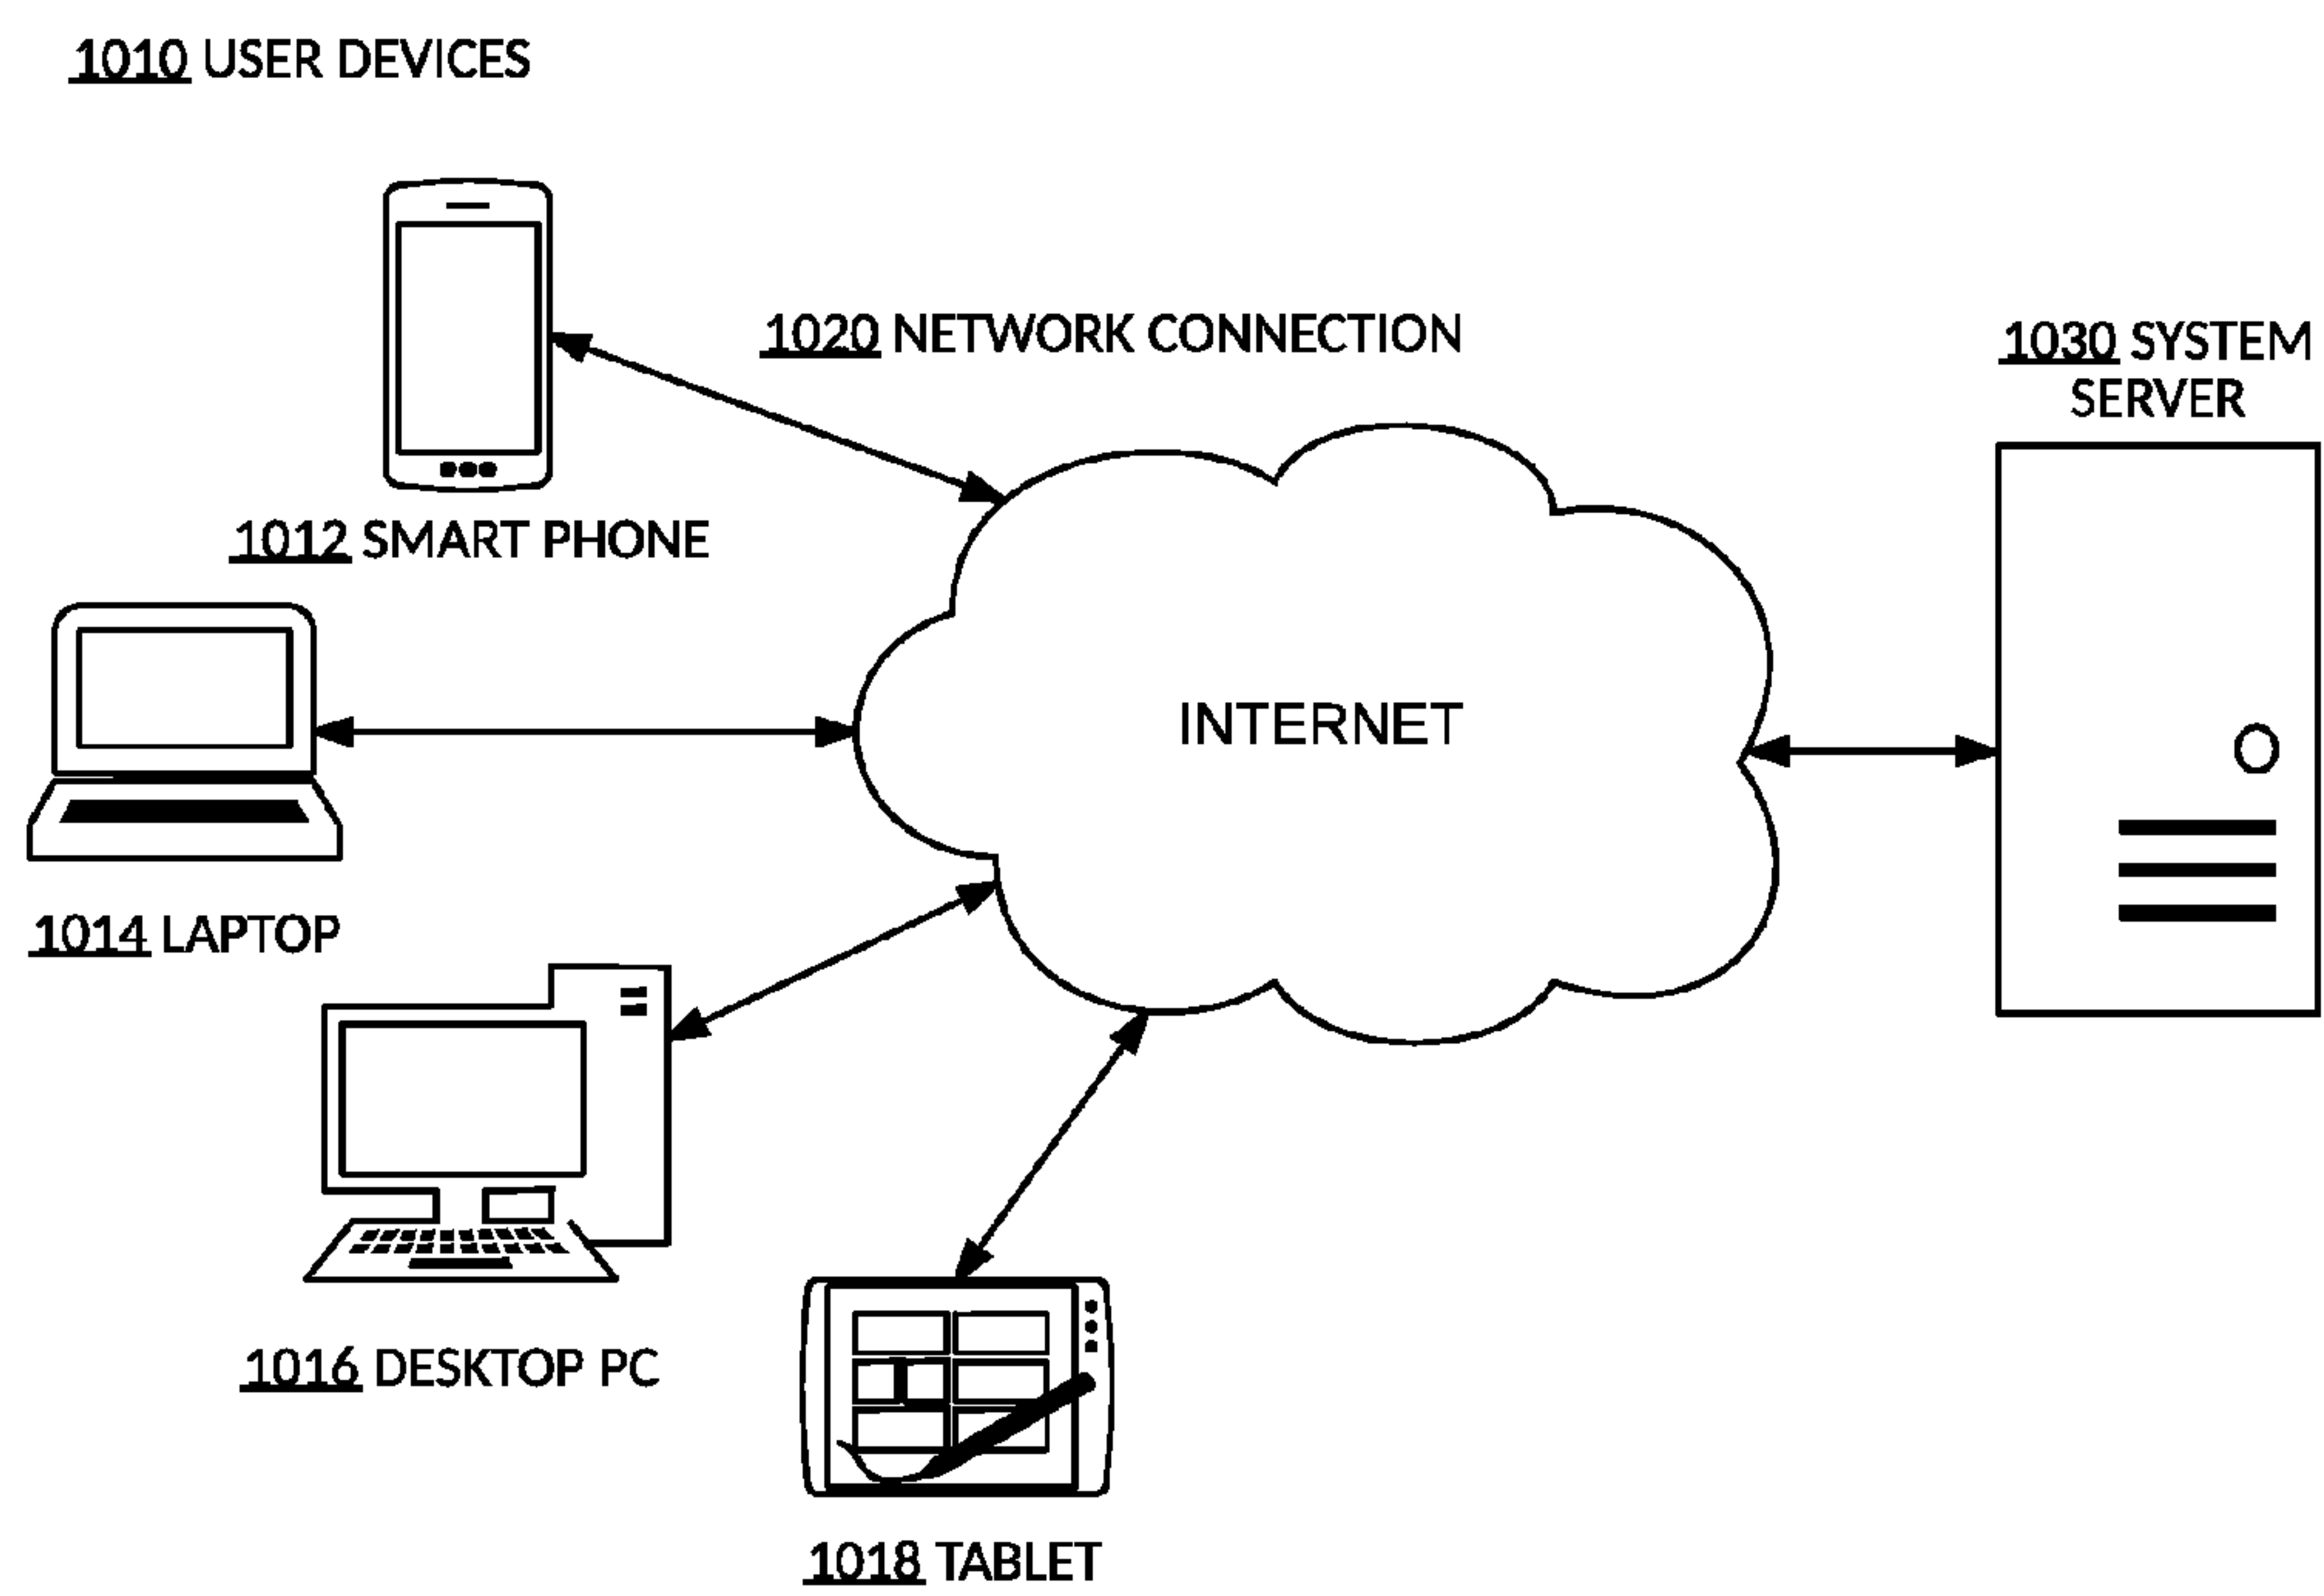 1010 USER DEVICES
1020 NETWORK CONNECTION
1030 SYSTEM
SERVER
1012 SMART PHONE
INTERNET
1014 LAPTOP
1016 DESKTOP PC
1018 TABLET